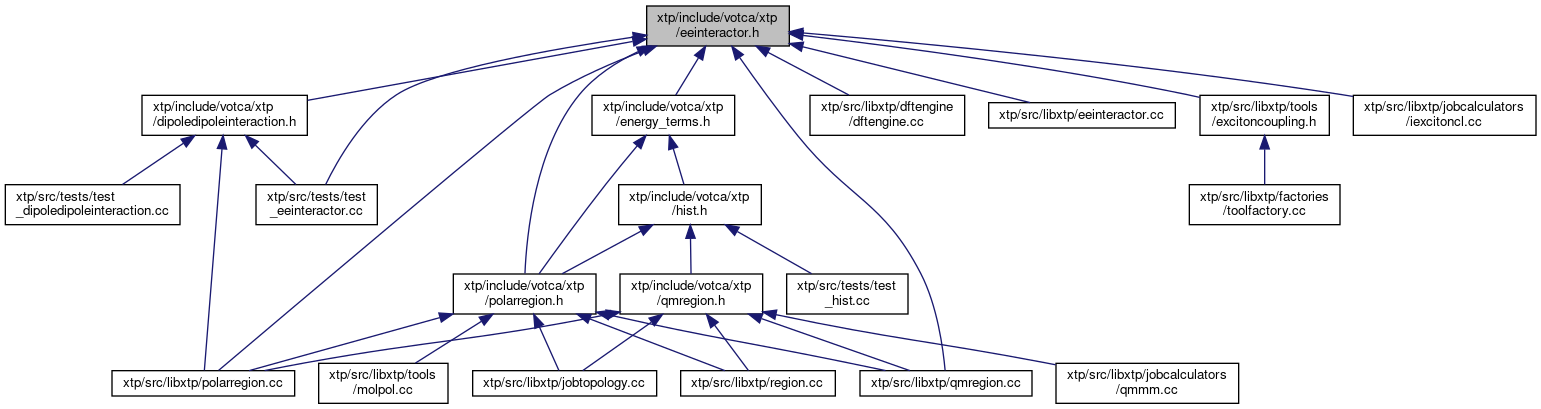 xtp/include/votca/xtp
/eeinteractor.h
xtp/include/votca/xtp
/dipoledipoleinteraction.h
xtp/include/votca/xtp
/energy_terms.h
xtp/src/libxtp/dftengine
/dftengine.cc
xtp/src/libxtp/eeinteractor.cc
xtp/src/libxtp/tools
/excitoncoupling.h
xtp/src/libxtp/jobcalculators
/iexcitoncl.cc
xtp/src/tests/test
_dipoledipoleinteraction.cc
xtp/src/tests/test
_eeinteractor.cc
xtp/include/votca/xtp
/hist.h
xtp/src/libxtp/factories
/toolfactory.cc
xtp/include/votca/xtp
/polarregion.h
xtp/include/votca/xtp
/qmregion.h
xtp/src/tests/test
_hist.cc
xtp/src/libxtp/polarregion.cc
xtp/src/libxtp/tools
/molpol.cc
xtp/src/libxtp/jobtopology.cc
xtp/src/libxtp/region.cc
xtp/src/libxtp/qmregion.cc
xtp/src/libxtp/jobcalculators
/qmmm.cc